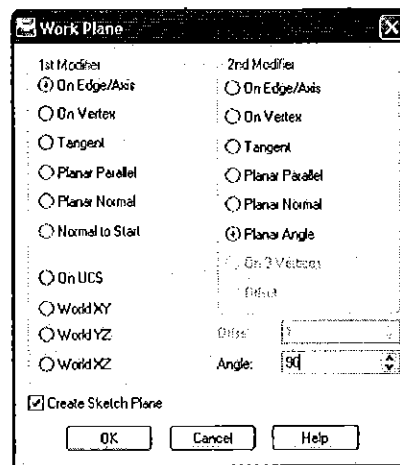 Work Plane
1st Modifier
On Edge/Axis
On Vertex
Tangent
Planar Parallel
Planar Normal
Normal to Start
On UCS
World XY
World YZ
World XZ
2nd Modifier
On Edge/Axis
On Vertex
Tangent
Planar Parallel
Planar Normal
Planar Angle
On 3 Vertices
Offset
Offset: 1
Angle: 90
Create Sketch Plane
OK Cancel Help